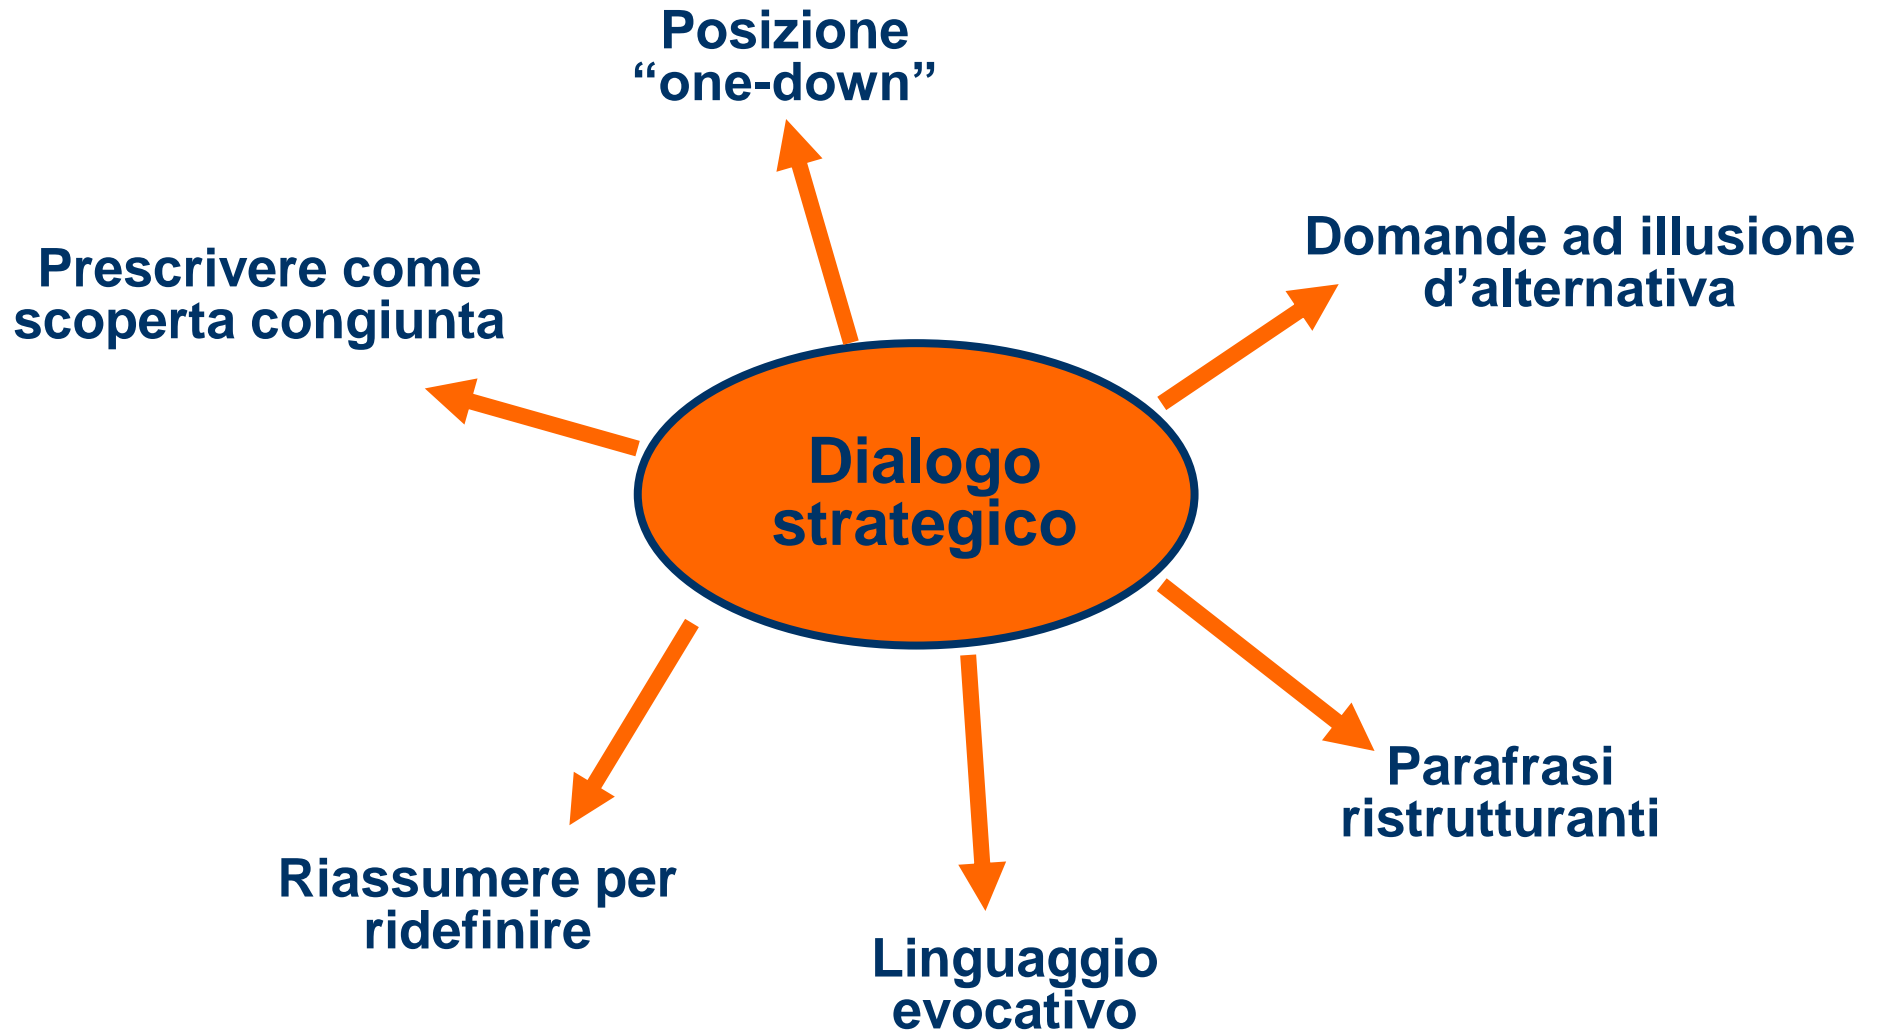 Posizione
“one-down”
Domande ad illusione
d’alternativa
Prescrivere come
scoperta congiunta
Dialogo
strategico
Parafrasi
ristrutturanti
Riassumere per
ridefinire
Linguaggio
evocativo